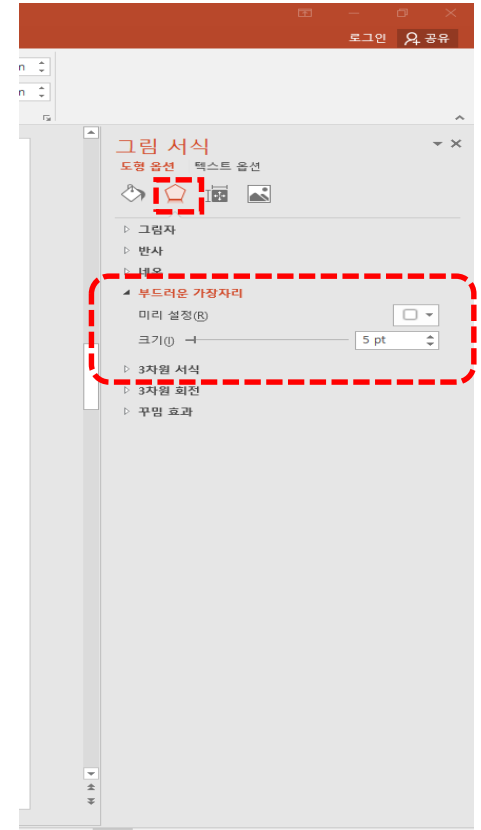 로그인 공유
m
m
그림 서식
도형 옵션 텍스트 옵션
그림자
반사
네온
부드러운 가장자리
미리 설정(R)
크기(I) 5 pt
3차원 서식
3차원 회전
꾸밈 효과